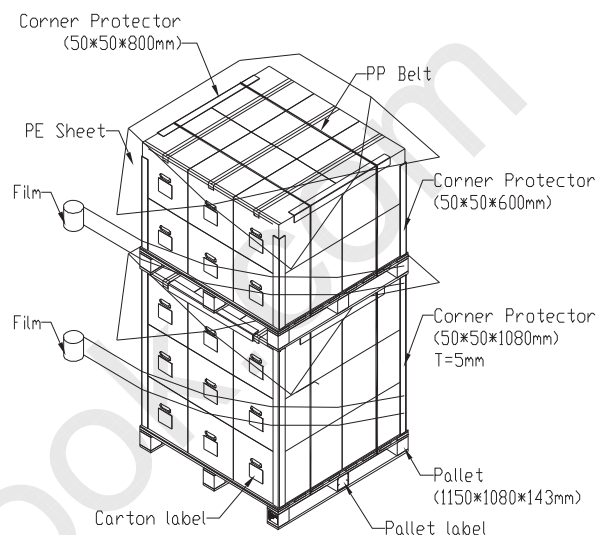 Corner Protector
(50*50*800mm)
PP Belt
PE Sheet
Film
Corner Protector
(50*50*600mm)
Film
Corner Protector
(50*50*1080mm)
T=5mm
Pallet
(1150*1080*143mm)
Carton label
Pallet label